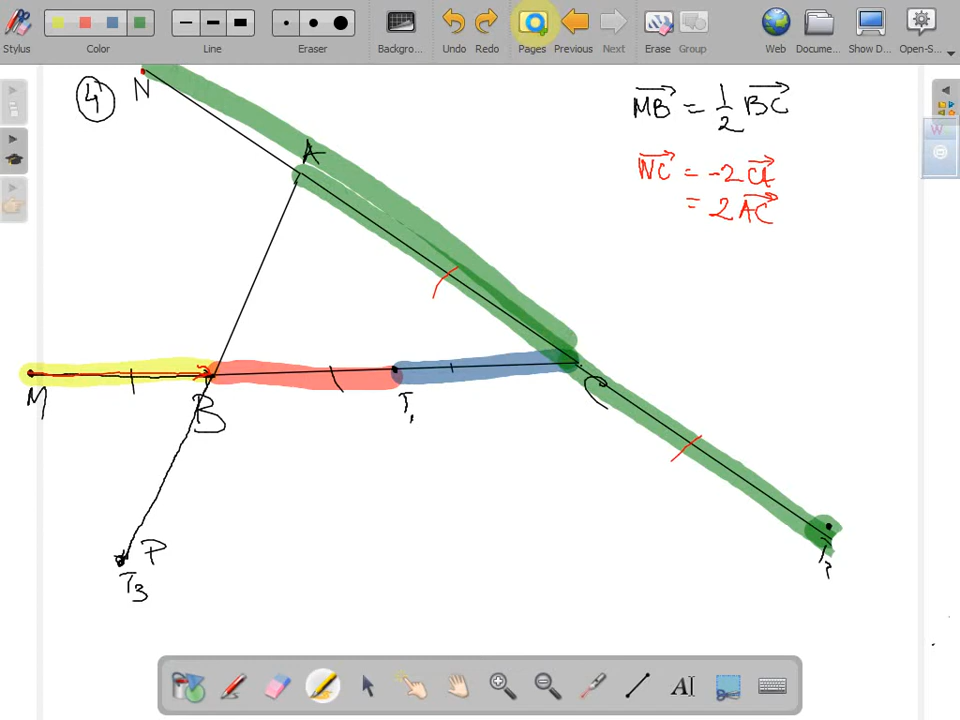 Stylus
Color
Line
Eraser
Backgro...
Undo
Redo
Pages
Previous
Next
Erase
Group
Web
Docume...
Show D...
Open-S...
W
4
N
A
MB = 1/2 BC
NC = -2 CA
= 2 AC
M
B
T₁
C
P
T₃
AI